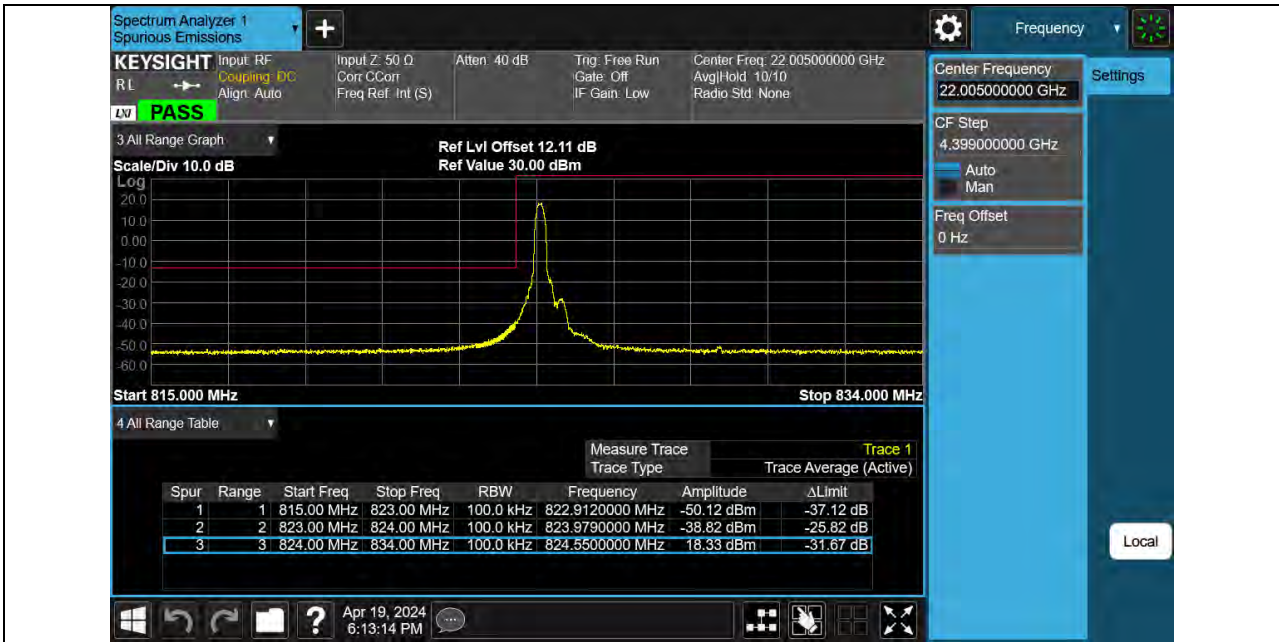 Spectrum Analyzer 1
Spurious Emissions
Frequency
KEYSIGHT
RL
LXI
PASS
Input: RF
Coupling: DC
Align: Auto
Input Z: 50 Ω
Corr CCorr
Freq Ref: Int (S)
Atten: 40 dB
Trig: Free Run
Gate: Off
IF Gain: Low
Center Freq: 22.005000000 GHz
Avg|Hold: 10/10
Radio Std: None
Center Frequency
22.005000000 GHz
Settings
CF Step
4.399000000 GHz
Auto
Man
Freq Offset
0 Hz
3 All Range Graph
Scale/Div 10.0 dB
Ref Lvl Offset 12.11 dB
Ref Value 30.00 dBm
Log
20.0
10.0
0.00
-10.0
-20.0
-30.0
-40.0
-50.0
-60.0
Start 815.000 MHz Stop 834.000 MHz
4 All Range Table
Measure Trace Trace 1
Trace Type Trace Average (Active)
Spur Range Start Freq Stop Freq RBW Frequency Amplitude ΔLimit
1 1 815.00 MHz 823.00 MHz 100.0 kHz 822.9120000 MHz -50.12 dBm -37.12 dB
2 2 823.00 MHz 824.00 MHz 100.0 kHz 823.9790000 MHz -38.82 dBm -25.82 dB
3 3 824.00 MHz 834.00 MHz 100.0 kHz 824.5500000 MHz 18.33 dBm -31.67 dB
Local
Apr 19, 2024
6:13:14 PM